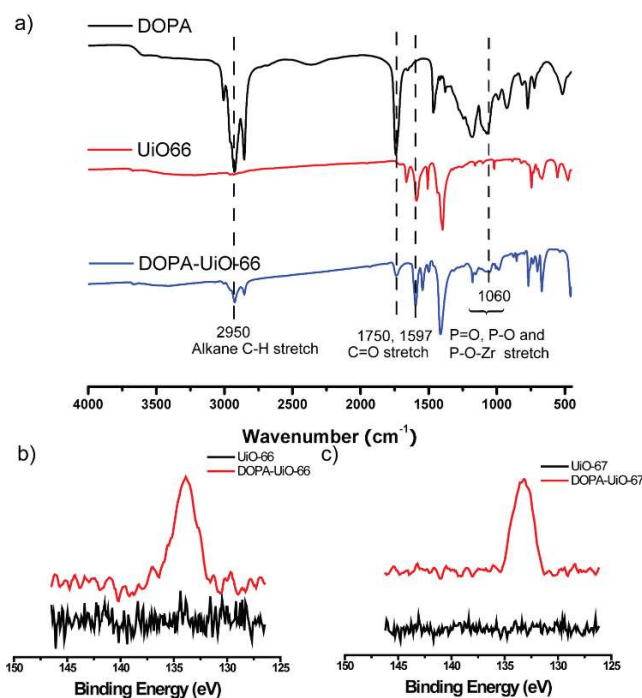 a)
DOPA
UiO66
DOPA-UiO-66
2950
Alkane C-H stretch
1750, 1597
C=O stretch
1060
P=O, P-O and
P-O-Zr stretch
4000 3500 3000 2500 2000 1500 1000 500
Wavenumber (cm⁻¹)
b)
UiO-66
DOPA-UiO-66
150 145 140 135 130 125
Binding Energy (eV)
c)
UiO-67
DOPA-UiO-67
150 145 140 135 130 125
Binding Energy (eV)